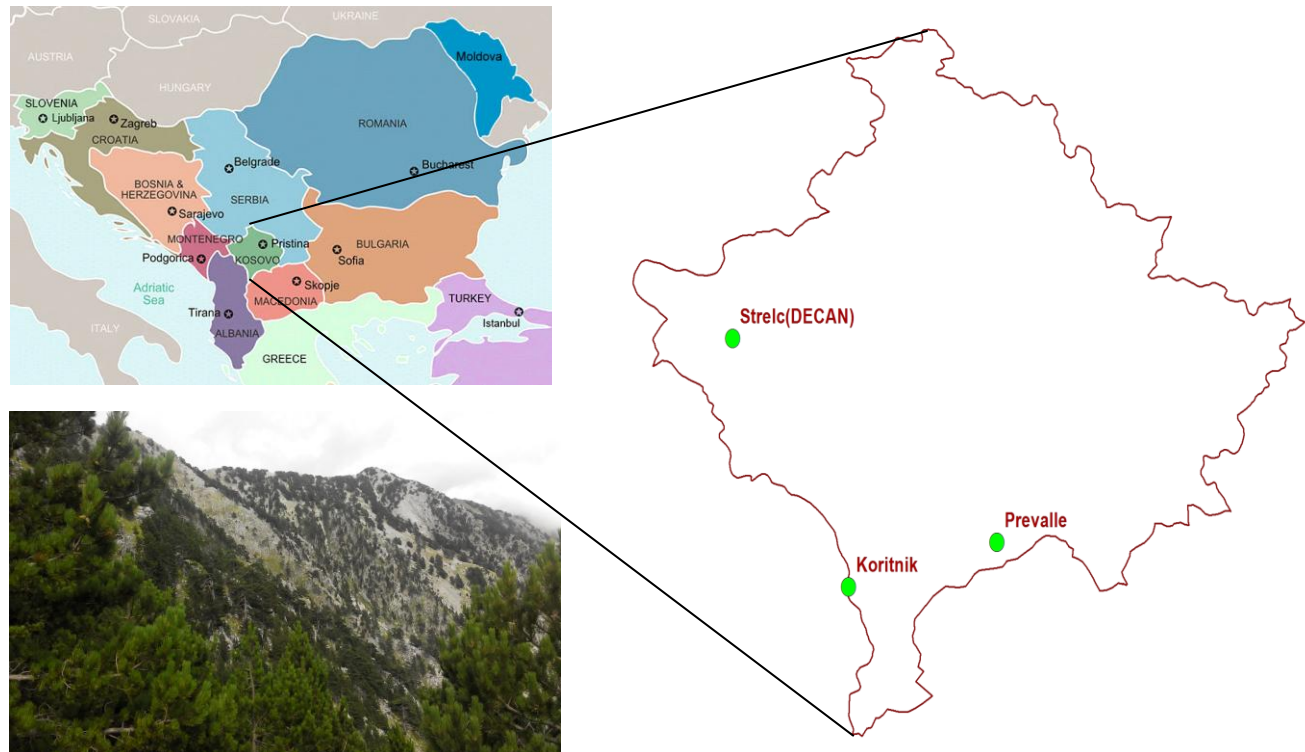 SLOVAKIA
UKRAINE
AUSTRIA
HUNGARY
Moldova
SLOVENIA
Ljubljana
Zagreb
CROATIA
ROMANIA
Belgrade
Bucharest
BOSNIA &
HERZEGOVINA
SERBIA
Sarajevo
MONTENEGRO
Pristina
KOSOVO
BULGARIA
Sofia
Podgorica
Skopje
MACEDONIA
Adriatic
Sea
Tirana
ALBANIA
TURKEY
Istanbul
ITALY
GREECE
Strelc(DECAN)
Prevalle
Koritnik